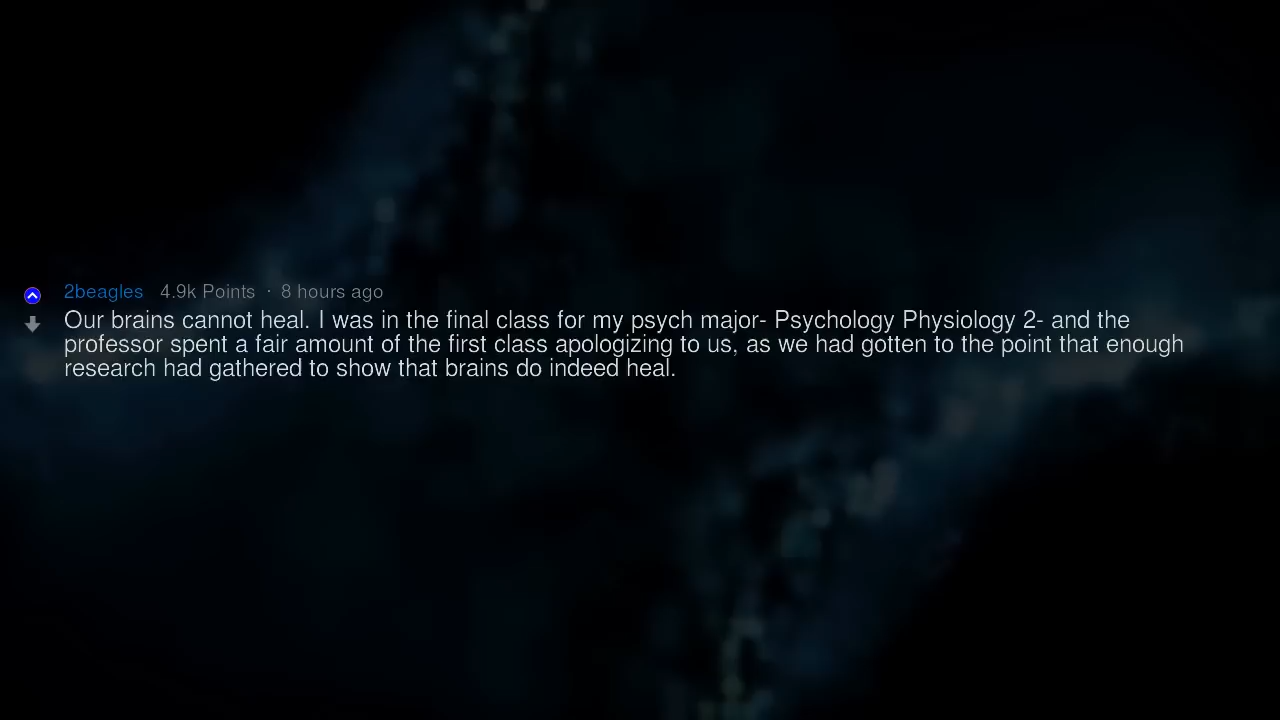 2beagles 4.9k Points · 8 hours ago
Our brains cannot heal. I was in the final class for my psych major- Psychology Physiology 2- and the
professor spent a fair amount of the first class apologizing to us, as we had gotten to the point that enough
research had gathered to show that brains do indeed heal.